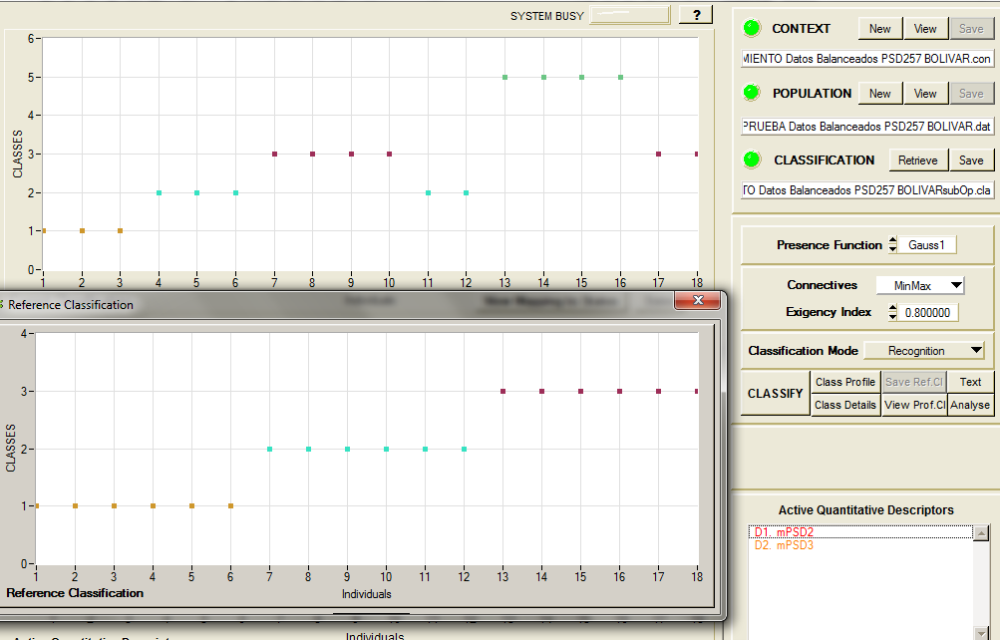 SYSTEM BUSY ?
6
5
4
CLASSES
3
2
1
0
1 2 3 4 5 6 7 8 9 10 11 12 13 14 15 16 17 18
Reference Classification X
4
3
CLASSES
2
1
0
1 2 3 4 5 6 7 8 9 10 11 12 13 14 15 16 17 18
Reference Classification Individuals
Individuals
CONTEXT New View Save
MIENTO Datos Balanceados PSD257 BOLIVAR.con
POPULATION New View Save
PRUEBA Datos Balanceados PSD257 BOLIVAR.dat
CLASSIFICATION Retrieve Save
TO Datos Balanceados PSD257 BOLIVARsubOp.cla
Presence Function Gauss1
Connectives MinMax
Exigency Index 0.800000
Classification Mode Recognition
CLASSIFY
Class Profile Save Ref.Cl Text
Class Details View Prof.Cl Analyse
Active Quantitative Descriptors
D1. mPSD2
D2. mPSD3